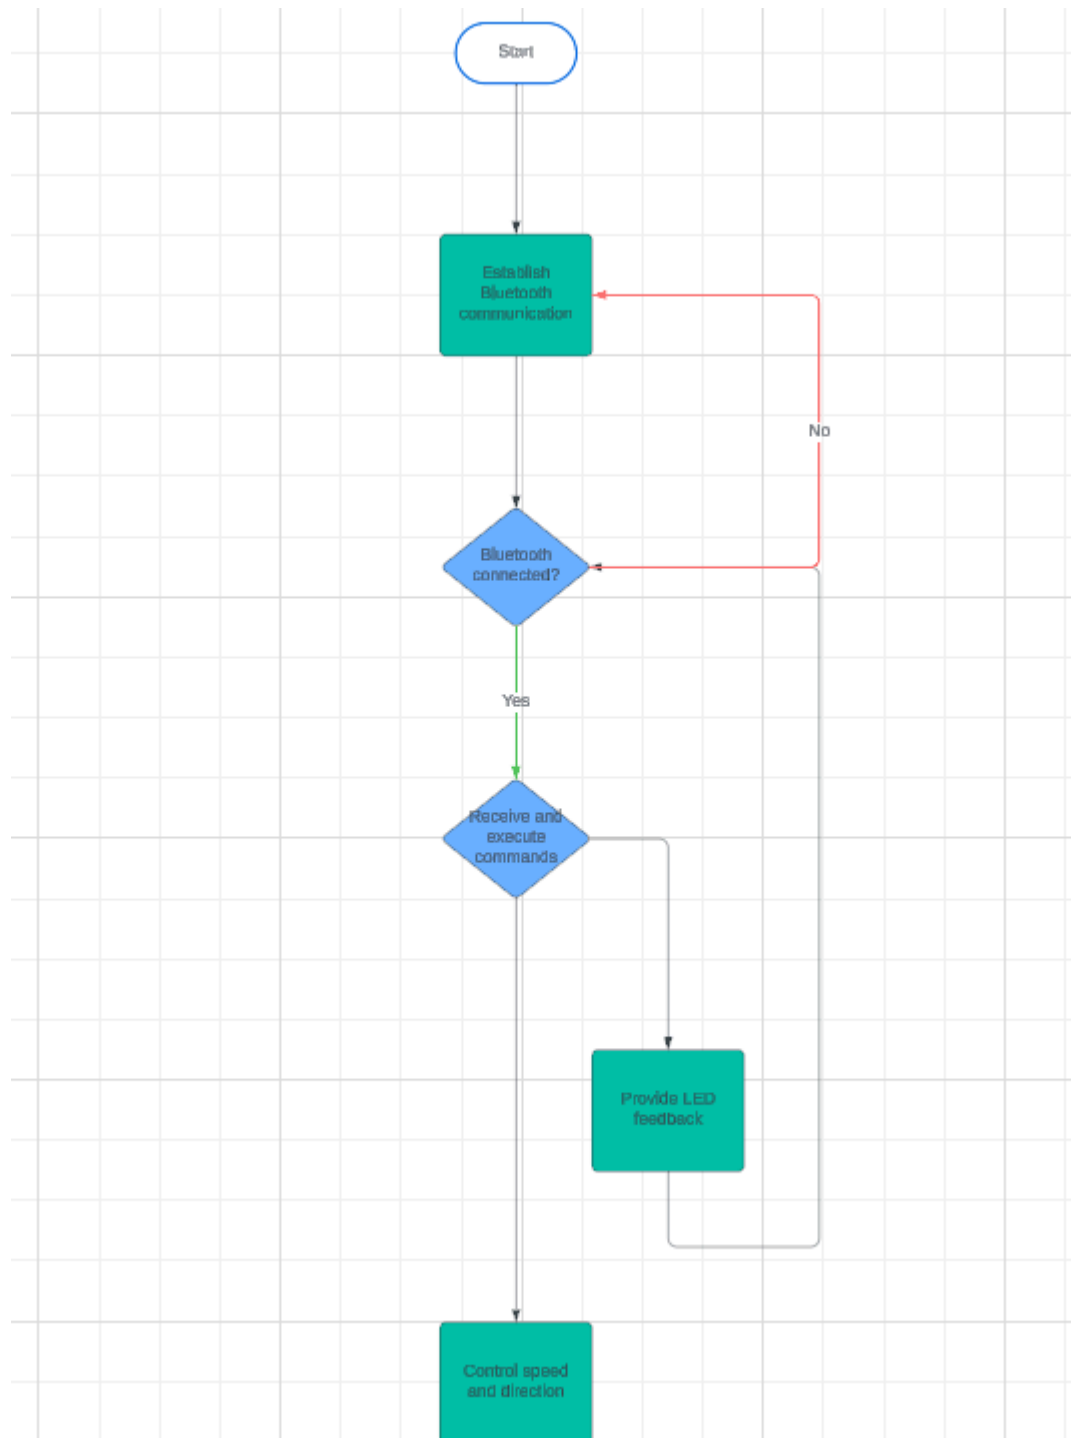 Start
Establish
Bluetooth
communication
No
Bluetooth
connected?
Yes
Receive and
execute
commands
Provide LED
feedback
Control speed
and direction